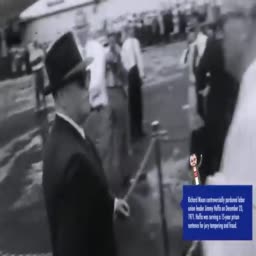 Richard Nixon controversially pardoned labor
union leader Jimmy Hoffa on December 23,
1971. Hoffa was serving a 15-year prison
sentence for jury tampering and fraud.